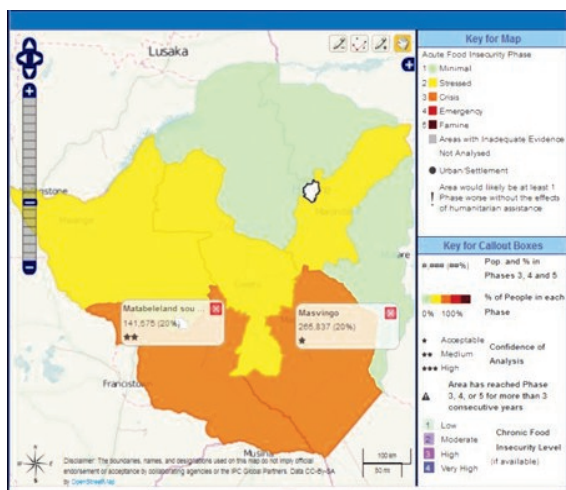 Lusaka
Matabeleland sou ...
141,575 (20%)
★★
Masvingo
265,837 (20%)
★
Francistown
Musina
100 km
50 mi
N
Disclaimer: The boundaries, names, and designations used on this map do not imply official
endorsement or acceptance by collaborating agencies or the IPC Global Partners. Data CC-By-SA
by OpenStreetMap
Key for Map
Acute Food Insecurity Phase
1 Minimal
2 Stressed
3 Crisis
4 Emergency
5 Famine
Areas with Inadequate Evidence
Not Analysed
Urban/Settlement
! Area would likely be at least 1
Phase worse without the effects
of humanitarian assistance
Key for Callout Boxes
#,### (##%) Pop. and % in
Phases 3, 4 and 5
% of People in each
0% 100% Phase
★ Acceptable
★★ Medium Confidence of
★★★ High Analysis
Area has reached Phase
3, 4, or 5 for more than 3
consecutive years
1 Low
2 Moderate Chronic Food
3 High Insecurity Level
4 Very High (if available)